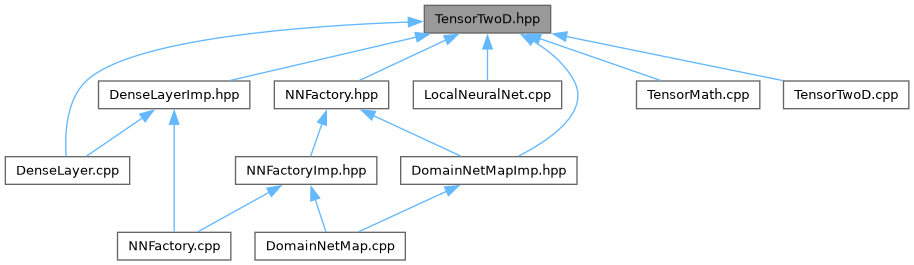 TensorTwoD.hpp
DenseLayerImp.hpp
NNFactory.hpp
LocalNeuralNet.cpp
TensorMath.cpp
TensorTwoD.cpp
DenseLayer.cpp
NNFactoryImp.hpp
DomainNetMapImp.hpp
NNFactory.cpp
DomainNetMap.cpp